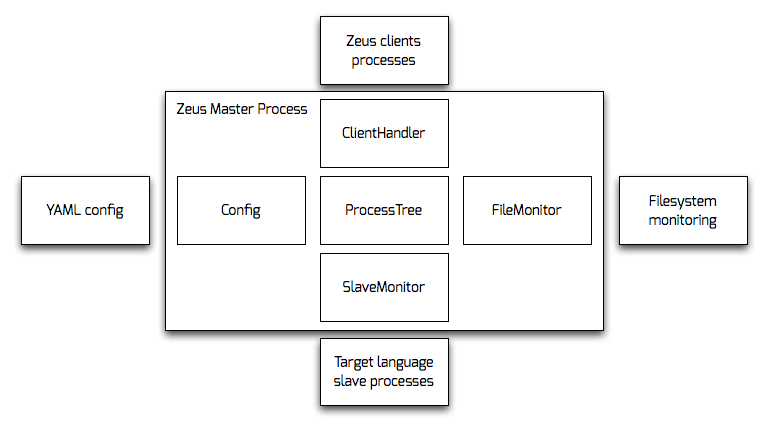 Zeus clients
processes
Zeus Master Process
ClientHandler
YAML config
Config
ProcessTree
FileMonitor
Filesystem
monitoring
SlaveMonitor
Target language
slave processes